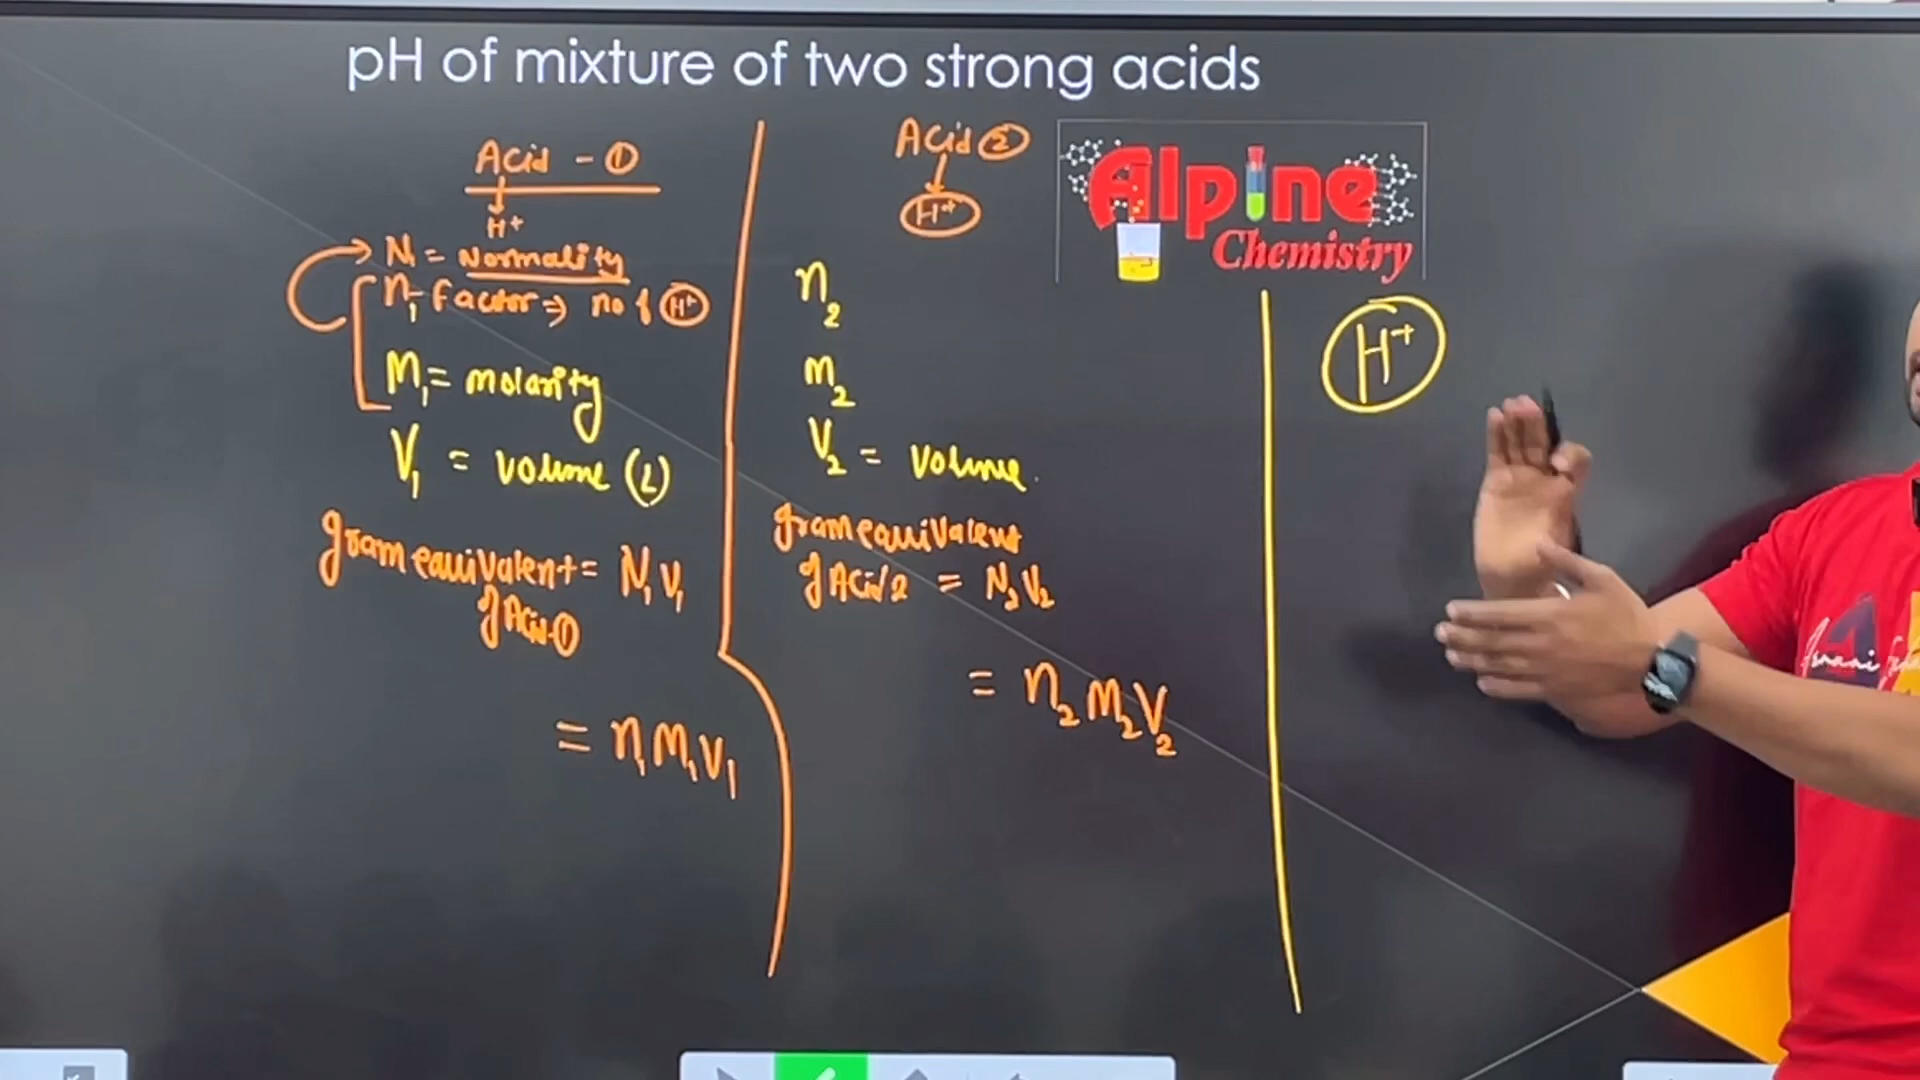 pH of mixture of two strong acids
Acid - ①
H+
N₁ = Normality
n₁- factor ⇒ no of H+
M₁ = molarity
V₁ = volume (L)
gram equivalent = N₁V₁
of Acid-①
= n₁M₁V₁
Acid ②
H+
n₂
M₂
V₂ = volume.
gram equivalent
of Acid 2 = N₂V₂
= n₂M₂V₂
Alpine
Chemistry
H+